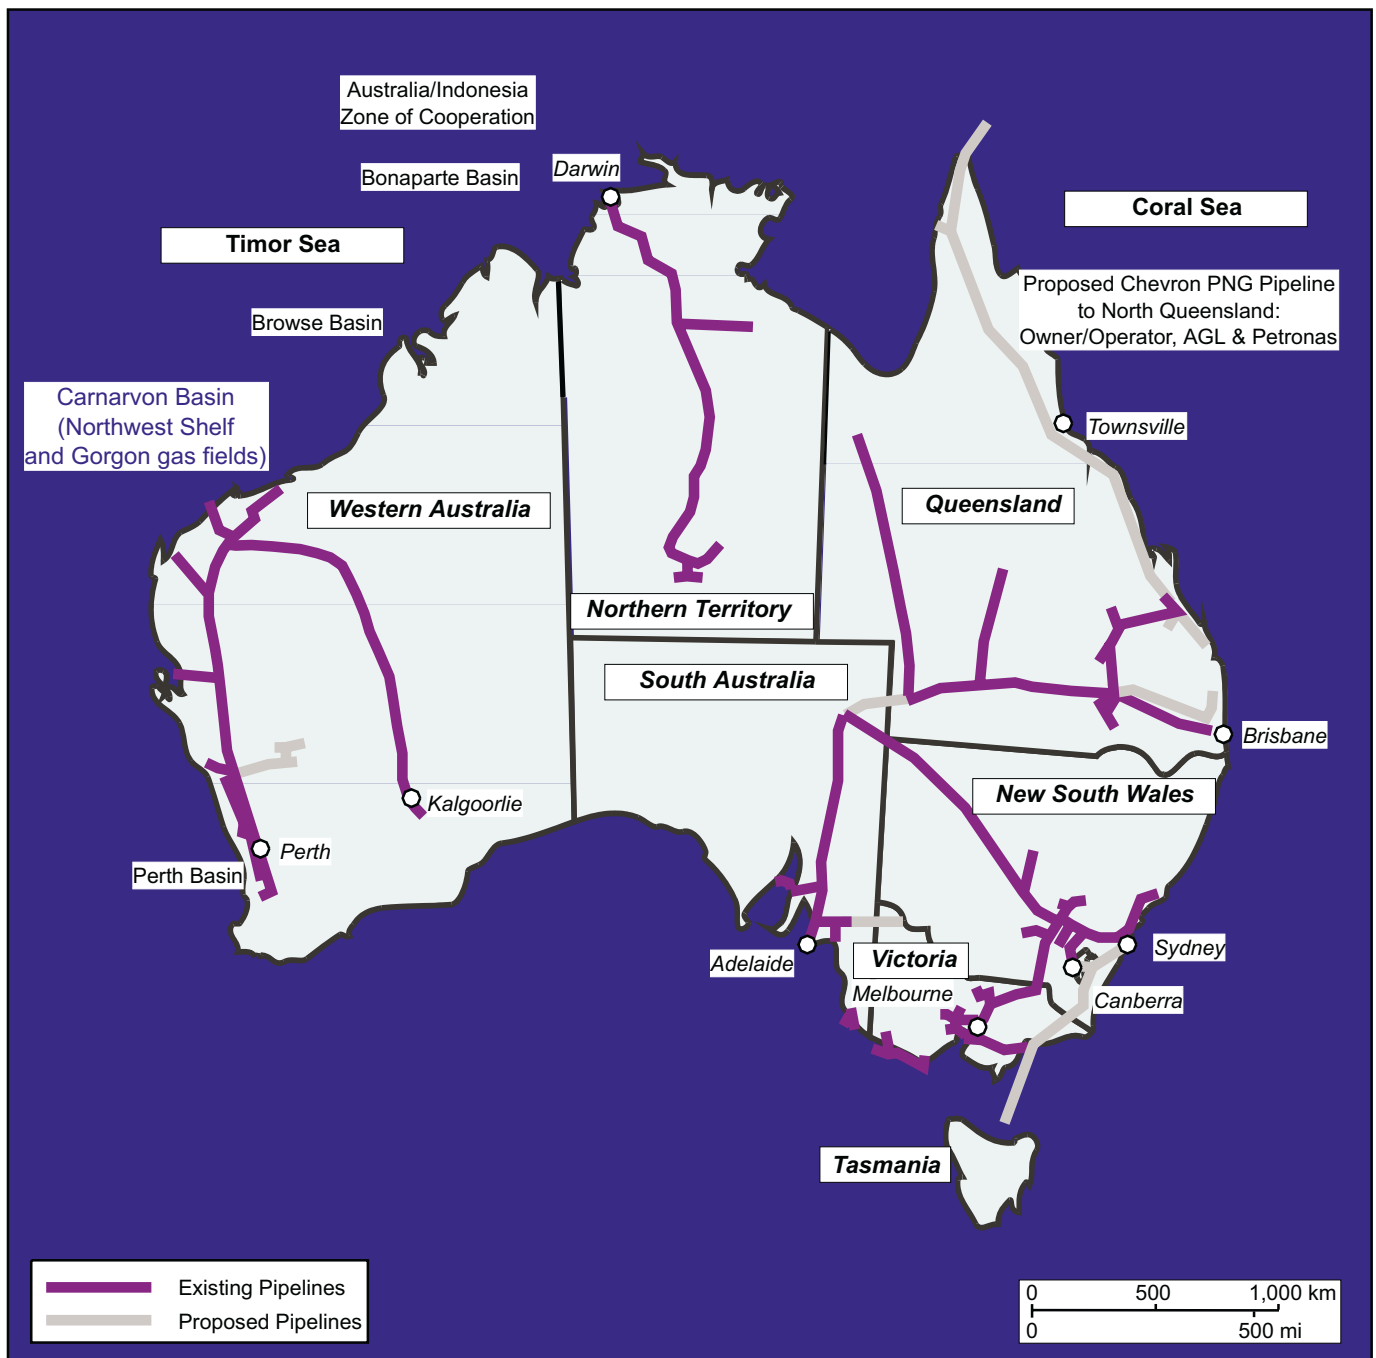 Australia/Indonesia
Zone of Cooperation
Bonaparte Basin
Darwin
Coral Sea
Timor Sea
Proposed Chevron PNG Pipeline
to North Queensland:
Owner/Operator, AGL & Petronas
Browse Basin
Carnarvon Basin
(Northwest Shelf
and Gorgon gas fields)
Townsville
Western Australia
Queensland
Northern Territory
South Australia
Brisbane
New South Wales
Kalgoorlie
Perth
Perth Basin
Adelaide
Victoria
Sydney
Melbourne
Canberra
Tasmania
Existing Pipelines
Proposed Pipelines
0 500 1,000 km
0 500 mi